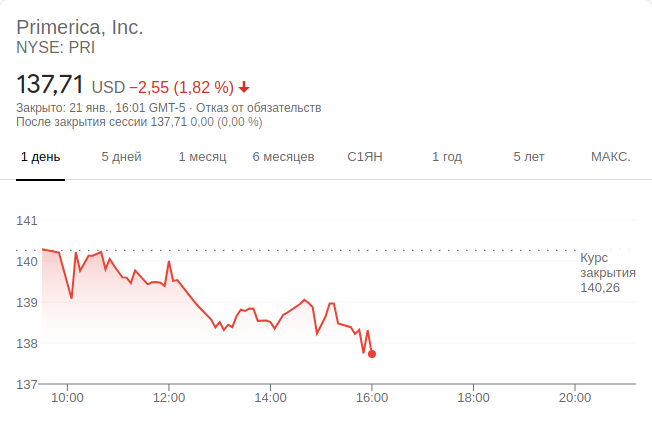 Primerica, Inc.
NYSE: PRI
137,71 USD −2,55 (1,82 %)
Закрыто: 21 янв., 16:01 GMT-5 · Отказ от обязательств
После закрытия сессии 137,71 0,00 (0,00 %)
1 день 5 дней 1 месяц 6 месяцев С1ЯН 1 год 5 лет МАКС.
141
140
139
138
137
Курс
закрытия
140,26
10:00 12:00 14:00 16:00 18:00 20:00